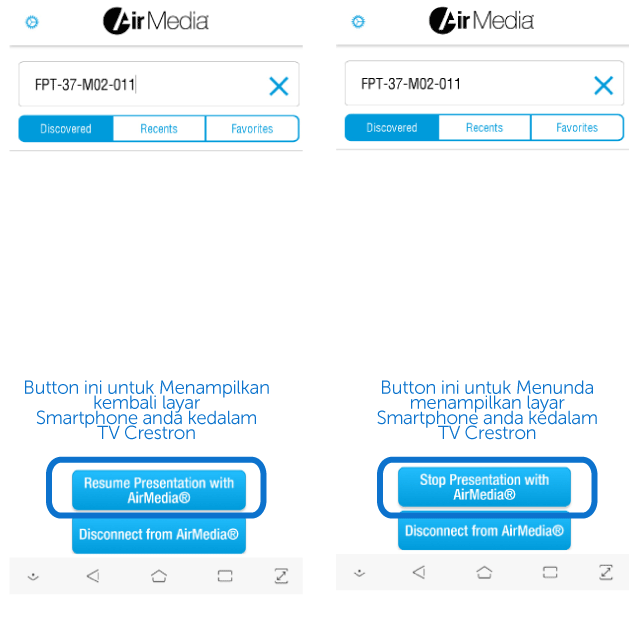 AirMedia
FPT-37-M02-011
Discovered
Recents
Favorites
Button ini untuk Menampilkan
kembali layar
Smartphone anda kedalam
TV Crestron
Resume Presentation with
AirMedia®
Disconnect from AirMedia®
AirMedia
FPT-37-M02-011
Discovered
Recents
Favorites
Button ini untuk Menunda
menampilkan layar
Smartphone anda kedalam
TV Crestron
Stop Presentation with
AirMedia®
Disconnect from AirMedia®